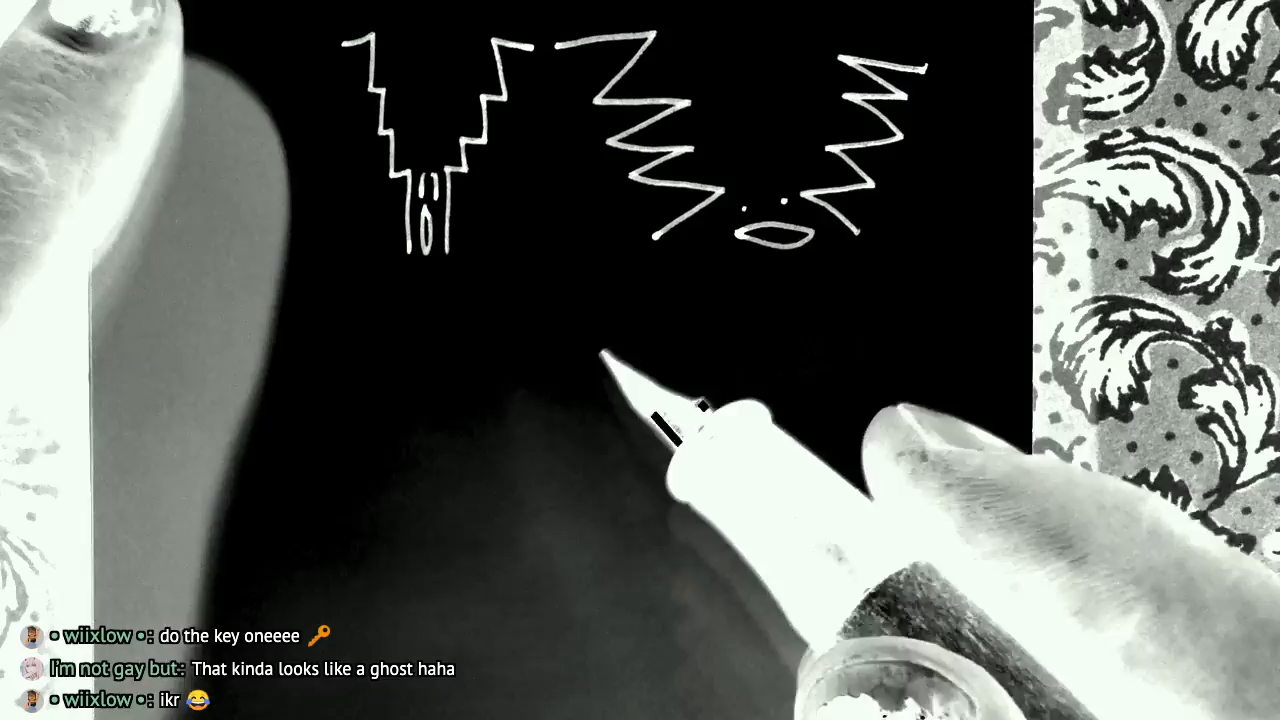 • wiixlow •: do the key oneeee 🔑
I'm not gay but: That kinda looks like a ghost haha
• wiixlow •: ikr 😂